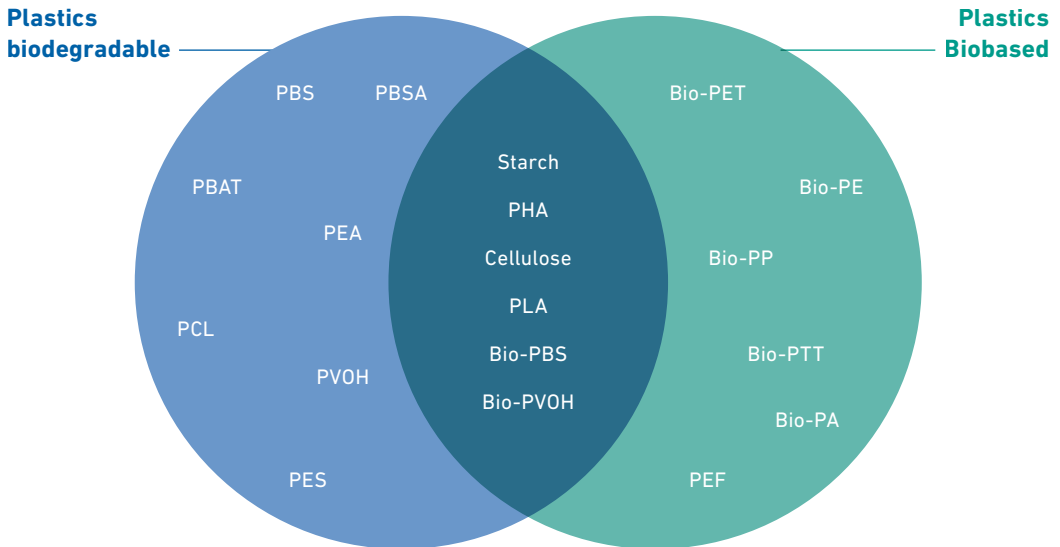 Plastics
biodegradable
Plastics
Biobased
PBS
PBSA
PBAT
PEA
PCL
PVOH
PES
Starch
PHA
Cellulose
PLA
Bio-PBS
Bio-PVOH
Bio-PET
Bio-PE
Bio-PP
Bio-PTT
Bio-PA
PEF